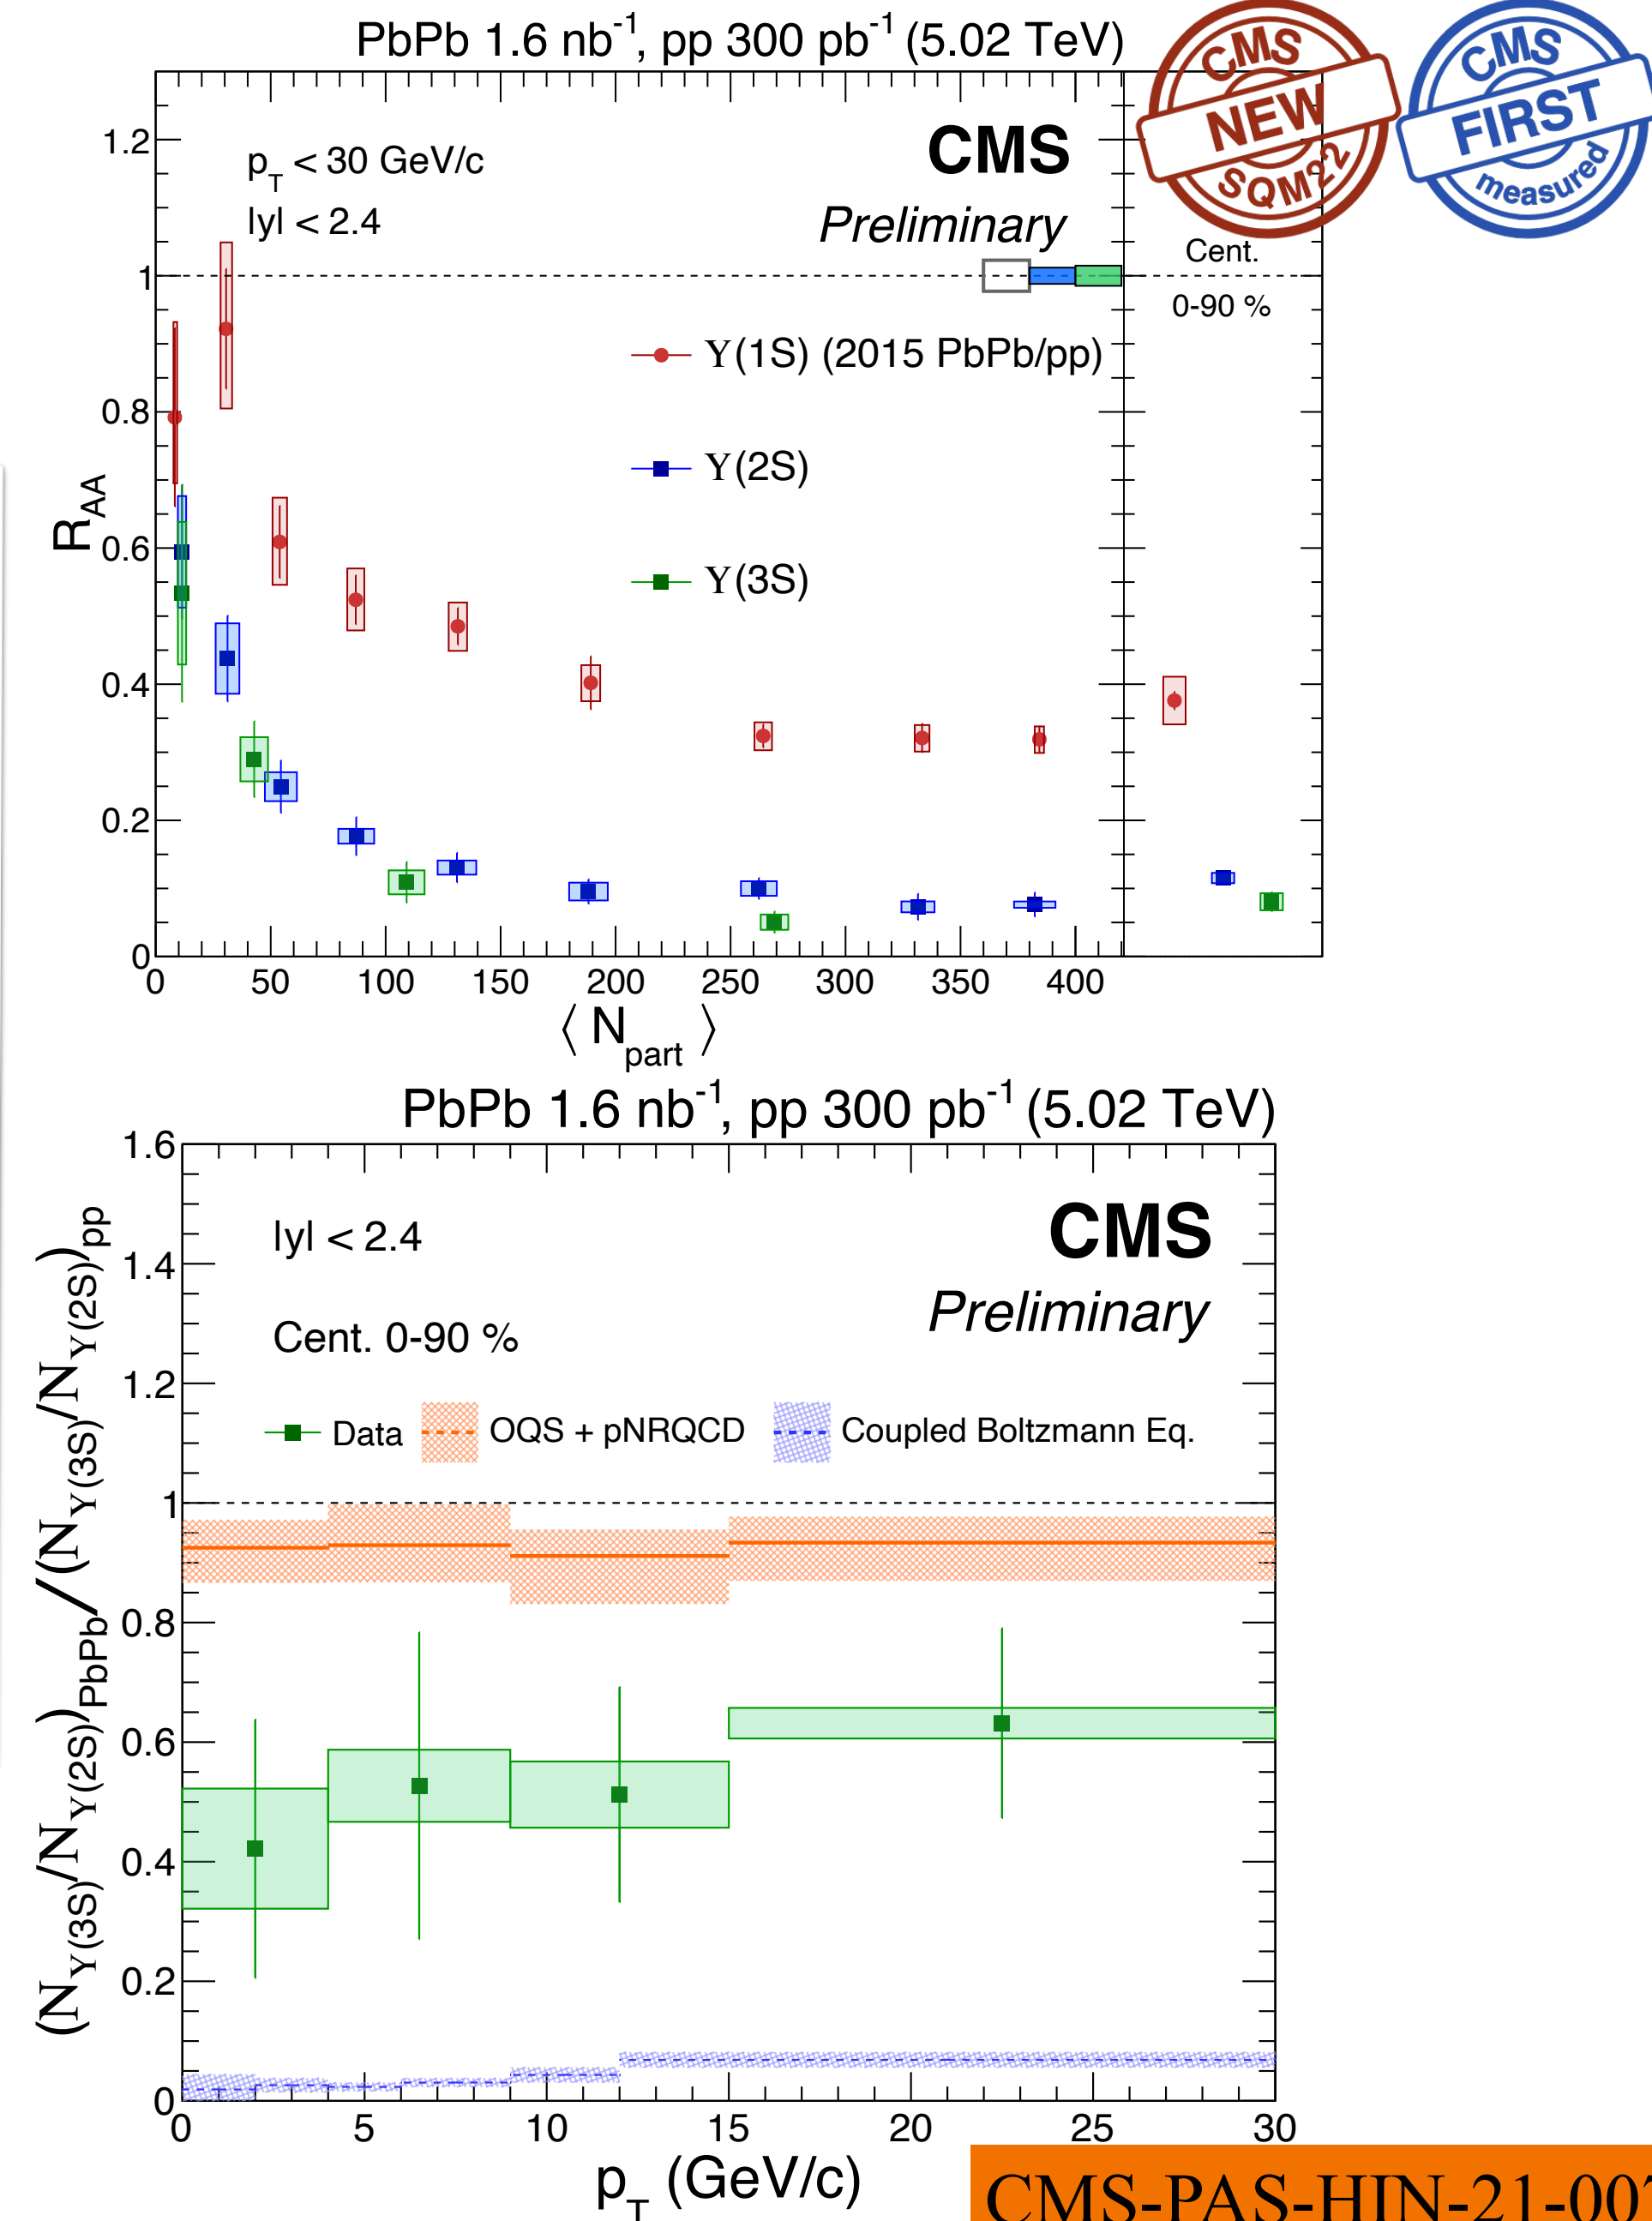 PbPb 1.6 nb-1, pp 300 pb-1 (5.02 TeV)
CMS
NEW
SQM22
CMS
FIRST
measured
pT < 30 GeV/c
|y| < 2.4
CMS
Preliminary
Cent.
0-90 %
Υ(1S) (2015 PbPb/pp)
Υ(2S)
Υ(3S)
RAA
1.2
1
0.8
0.6
0.4
0.2
0
0 50 100 150 200 250 300 350 400
⟨ Npart ⟩
PbPb 1.6 nb-1, pp 300 pb-1 (5.02 TeV)
|y| < 2.4
CMS
Preliminary
Cent. 0-90 %
Data OQS + pNRQCD Coupled Boltzmann Eq.
(NΥ(3S)/NΥ(2S))PbPb/(NΥ(3S)/NΥ(2S))pp
1.6
1.4
1.2
1
0.8
0.6
0.4
0.2
0
0 5 10 15 20 25 30
pT (GeV/c)
CMS-PAS-HIN-21-007